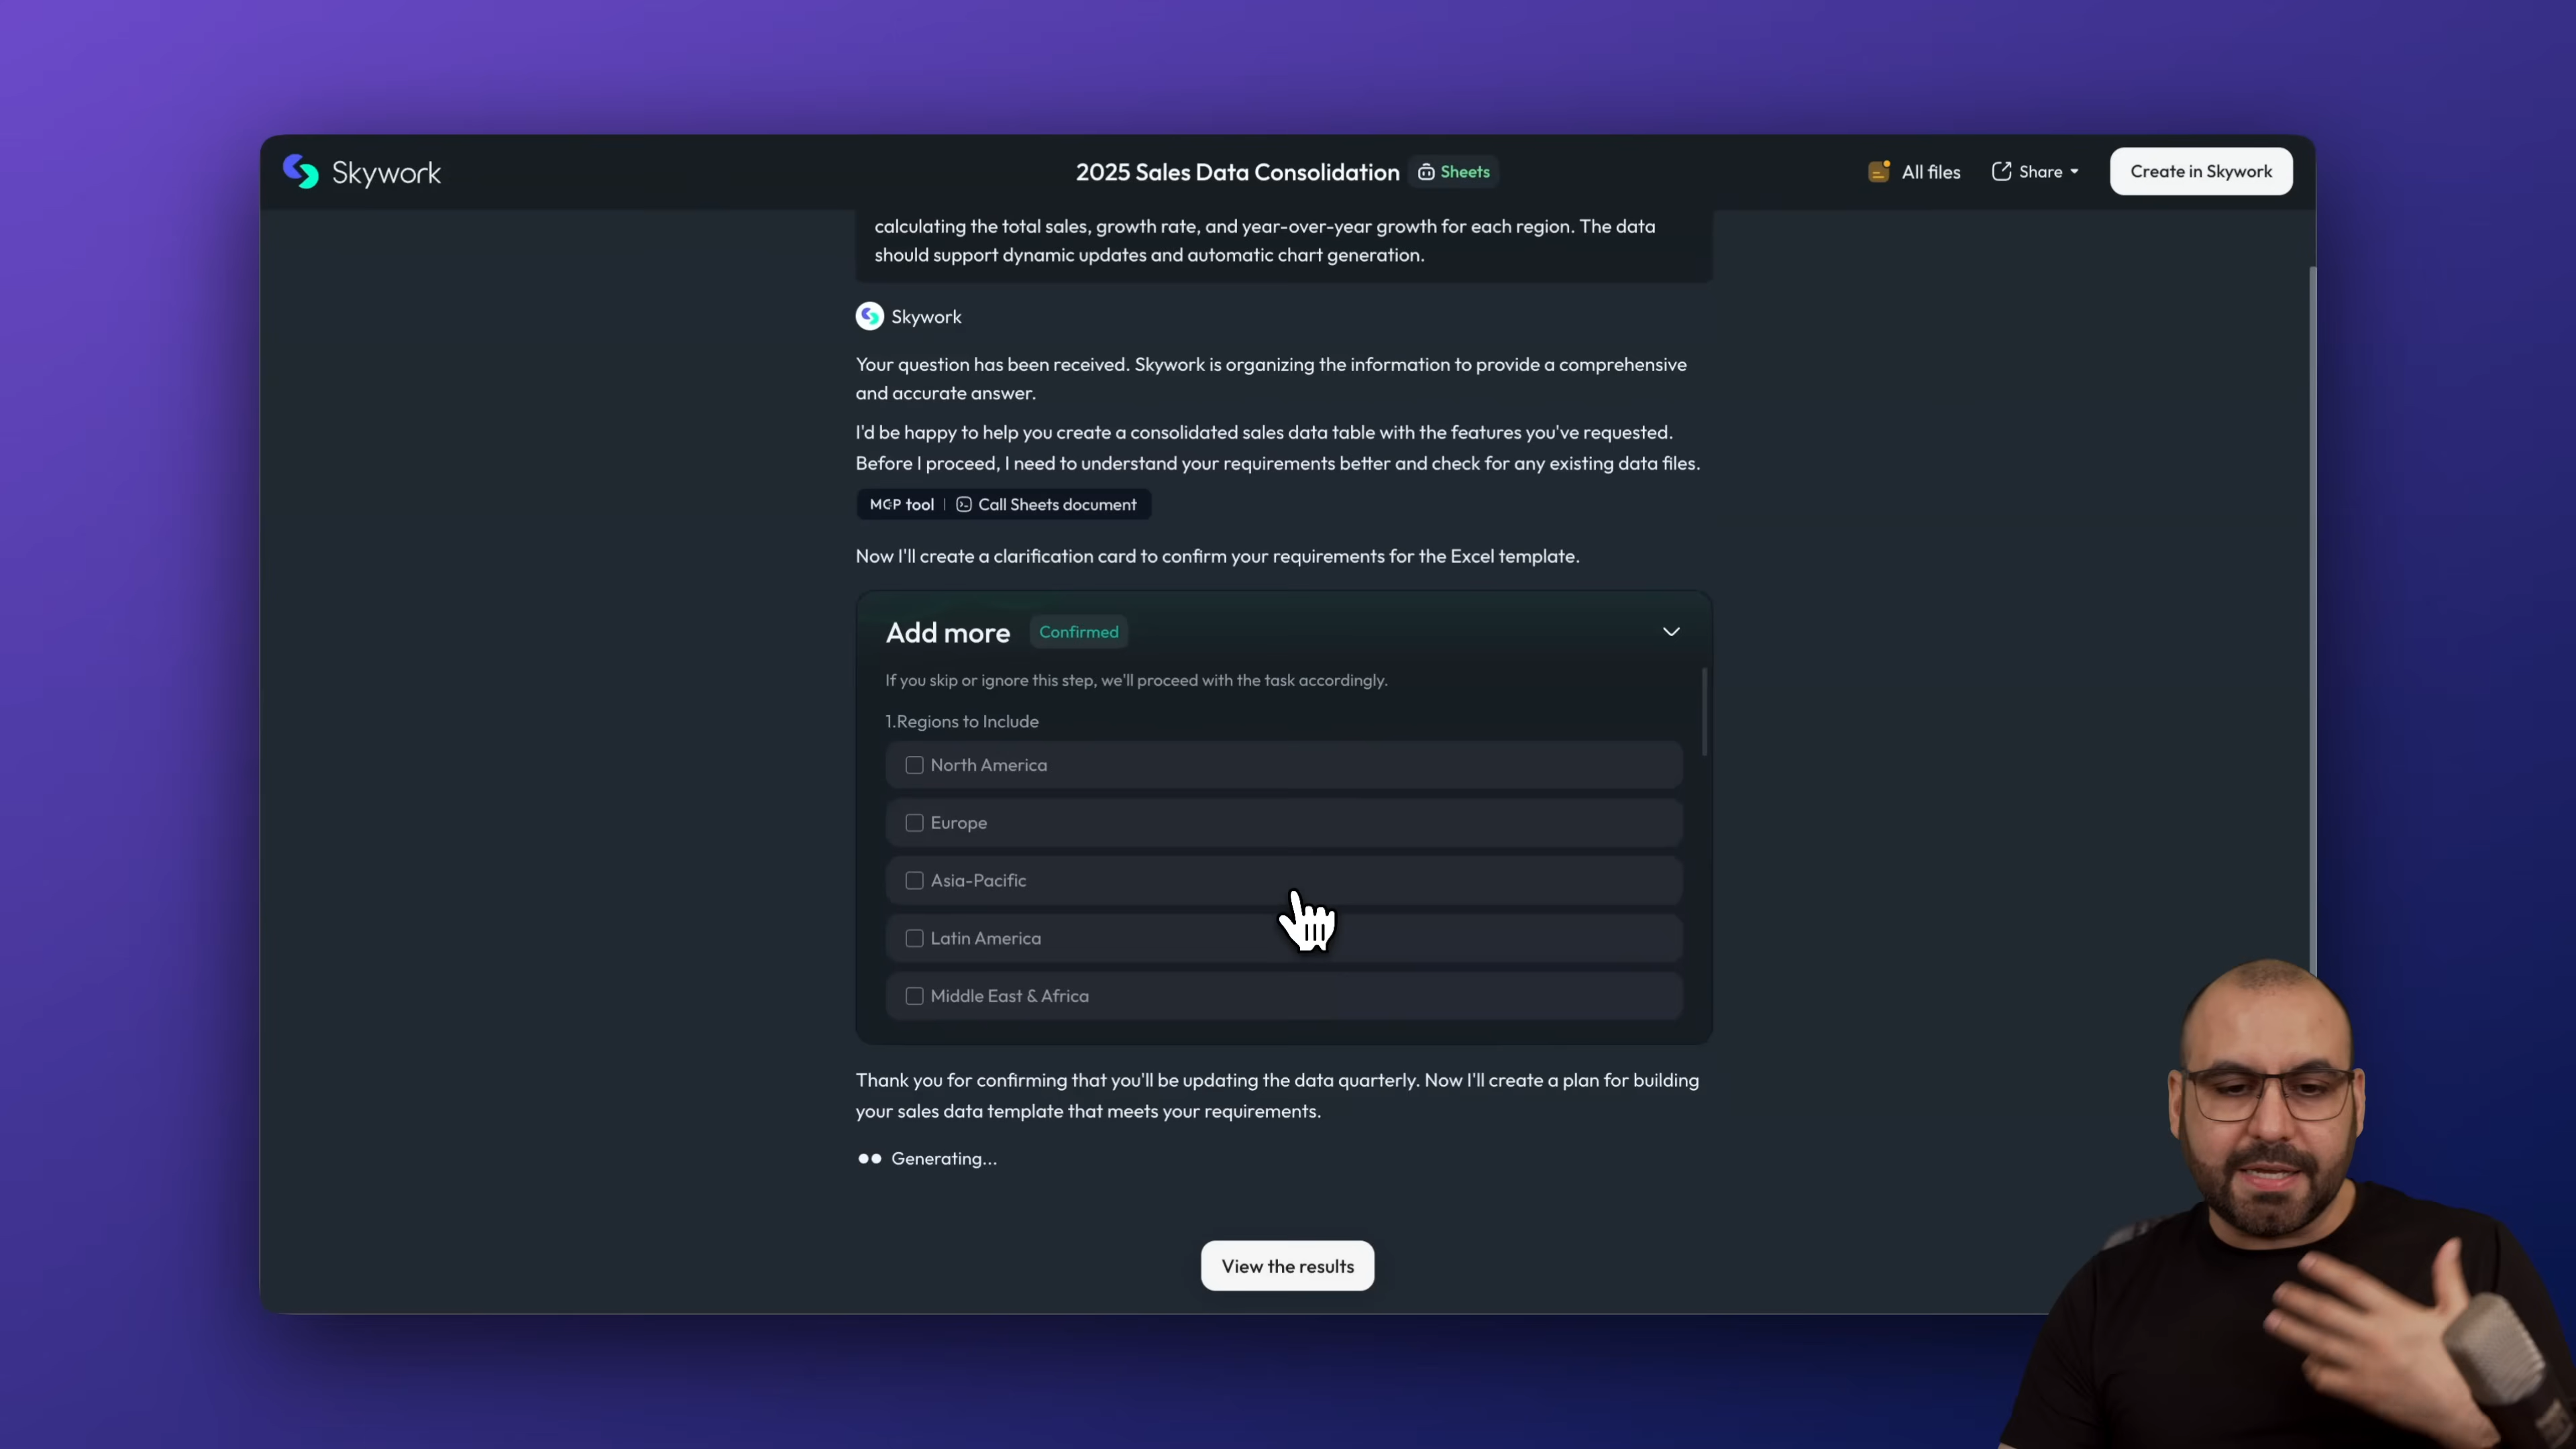 Skywork
2025 Sales Data Consolidation
Sheets
All files
Share
Create in Skywork
calculating the total sales, growth rate, and year-over-year growth for each region. The data
should support dynamic updates and automatic chart generation.
Skywork
Your question has been received. Skywork is organizing the information to provide a comprehensive
and accurate answer.
I'd be happy to help you create a consolidated sales data table with the features you've requested.
Before I proceed, I need to understand your requirements better and check for any existing data files.
MCP tool | Call Sheets document
Now I'll create a clarification card to confirm your requirements for the Excel template.
Add more
Confirmed
If you skip or ignore this step, we'll proceed with the task accordingly.
1.Regions to Include
North America
Europe
Asia-Pacific
Latin America
Middle East & Africa
Thank you for confirming that you'll be updating the data quarterly. Now I'll create a plan for building
your sales data template that meets your requirements.
Generating...
View the results